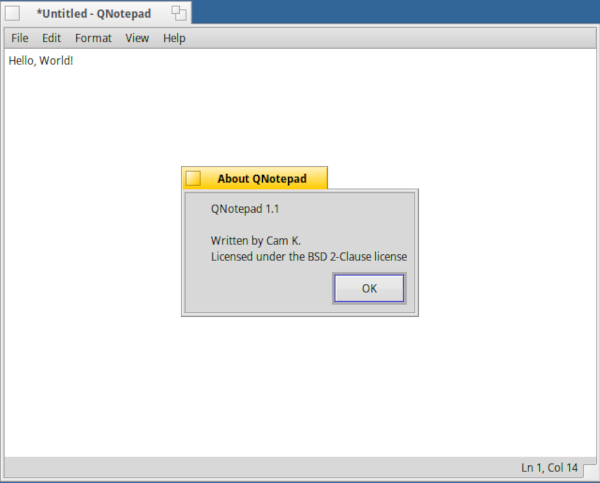 *Untitled - QNotepad
File Edit Format View Help
Hello, World!
About QNotepad
QNotepad 1.1
Written by Cam K.
Licensed under the BSD 2-Clause license
OK
Ln 1, Col 14